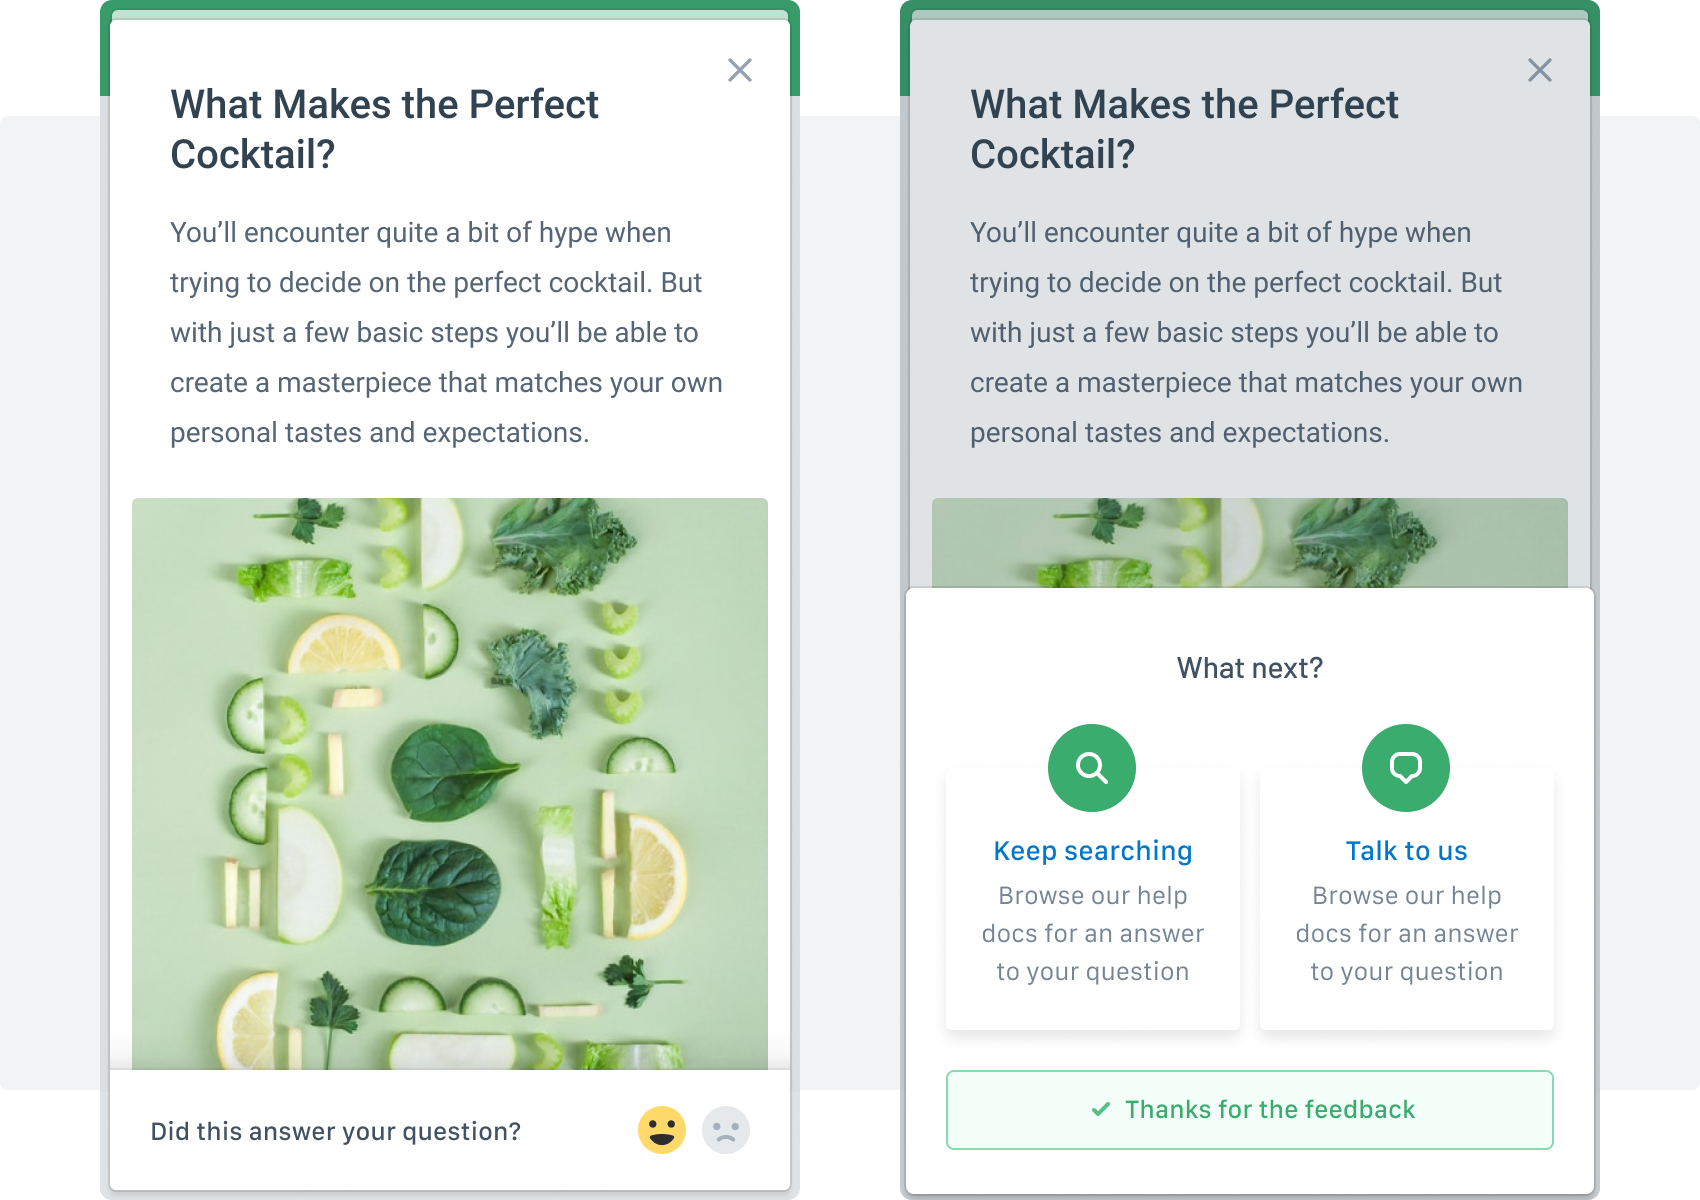 What Makes the Perfect
Cocktail?
You’ll encounter quite a bit of hype when
trying to decide on the perfect cocktail. But
with just a few basic steps you’ll be able to
create a masterpiece that matches your own
personal tastes and expectations.
Did this answer your question?
What Makes the Perfect
Cocktail?
You’ll encounter quite a bit of hype when
trying to decide on the perfect cocktail. But
with just a few basic steps you’ll be able to
create a masterpiece that matches your own
personal tastes and expectations.
What next?
Keep searching
Browse our help
docs for an answer
to your question
Talk to us
Browse our help
docs for an answer
to your question
Thanks for the feedback